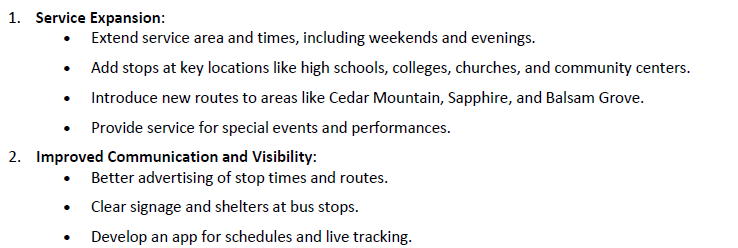 1. Service Expansion:
• Extend service area and times, including weekends and evenings.
• Add stops at key locations like high schools, colleges, churches, and community centers.
• Introduce new routes to areas like Cedar Mountain, Sapphire, and Balsam Grove.
• Provide service for special events and performances.
2. Improved Communication and Visibility:
• Better advertising of stop times and routes.
• Clear signage and shelters at bus stops.
• Develop an app for schedules and live tracking.